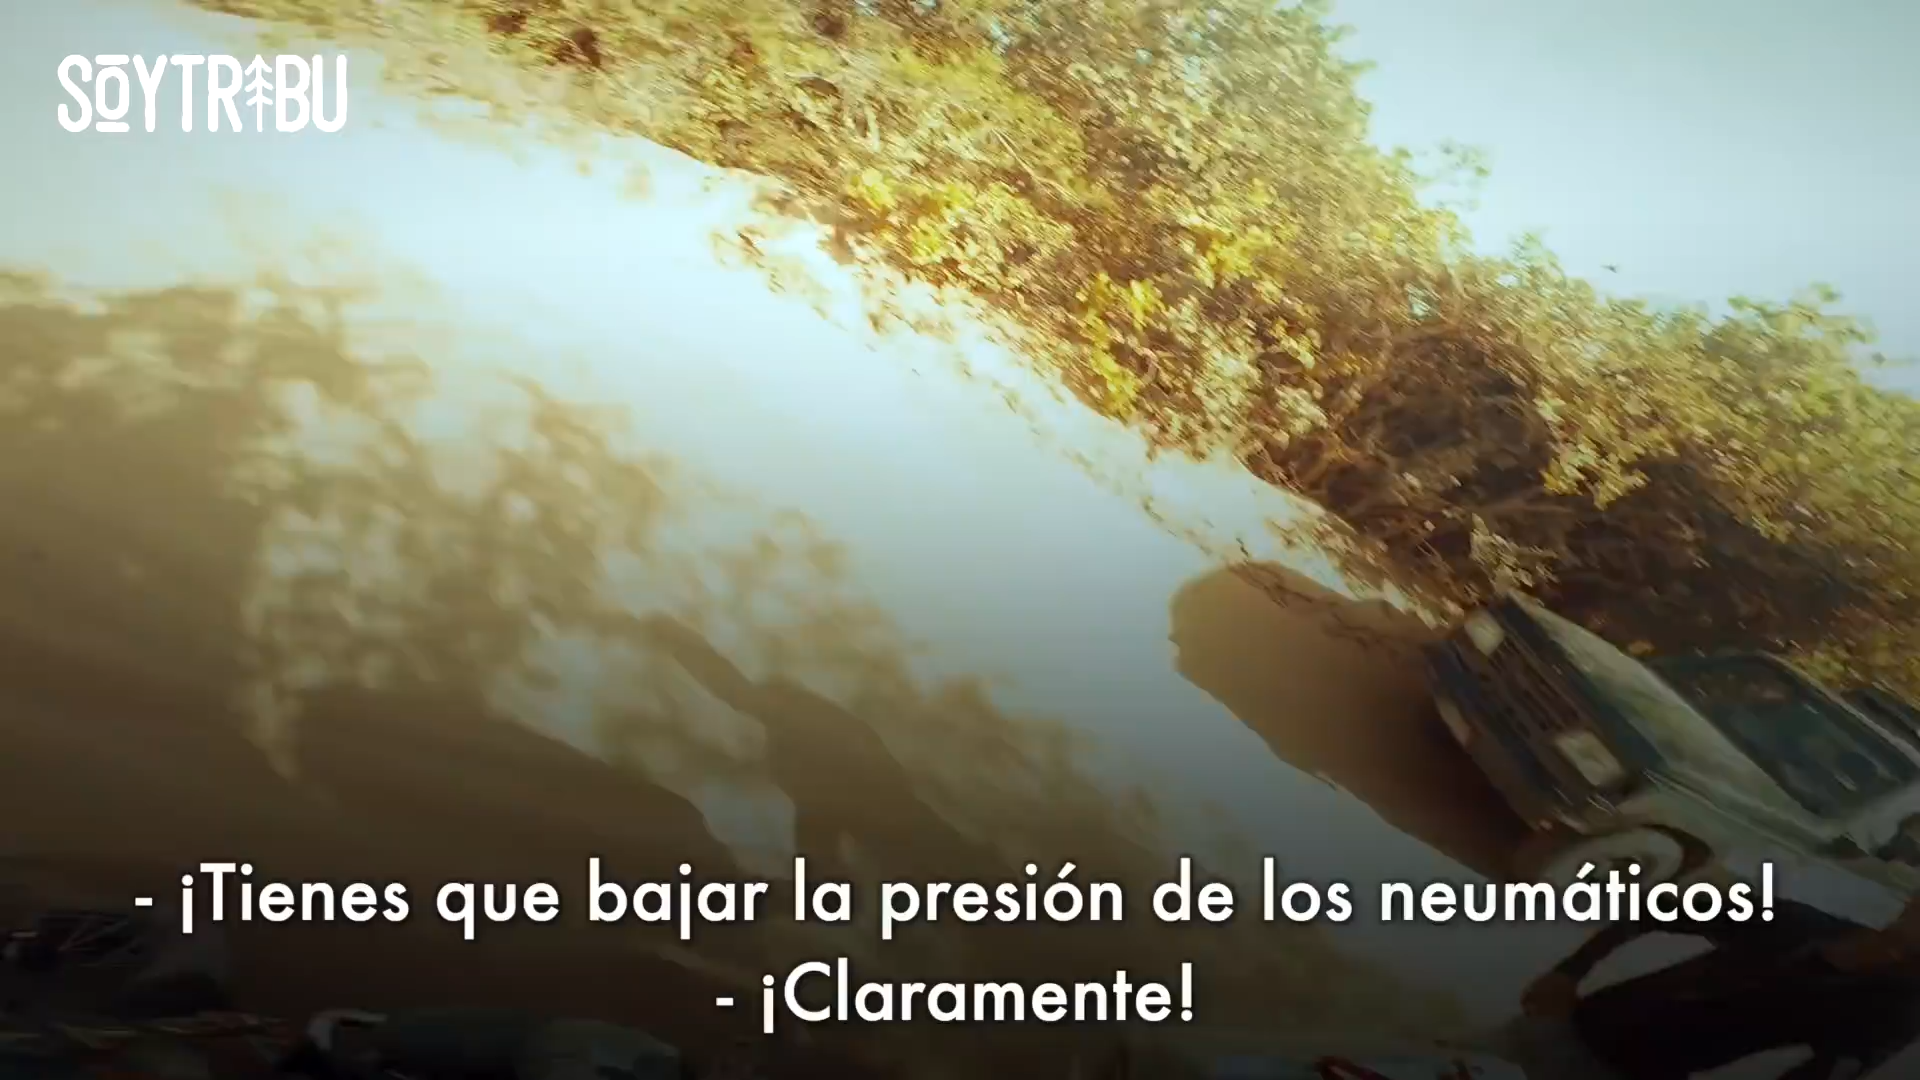 SOYTRIBU
- ¡Tienes que bajar la presión de los neumáticos!
- ¡Claramente!